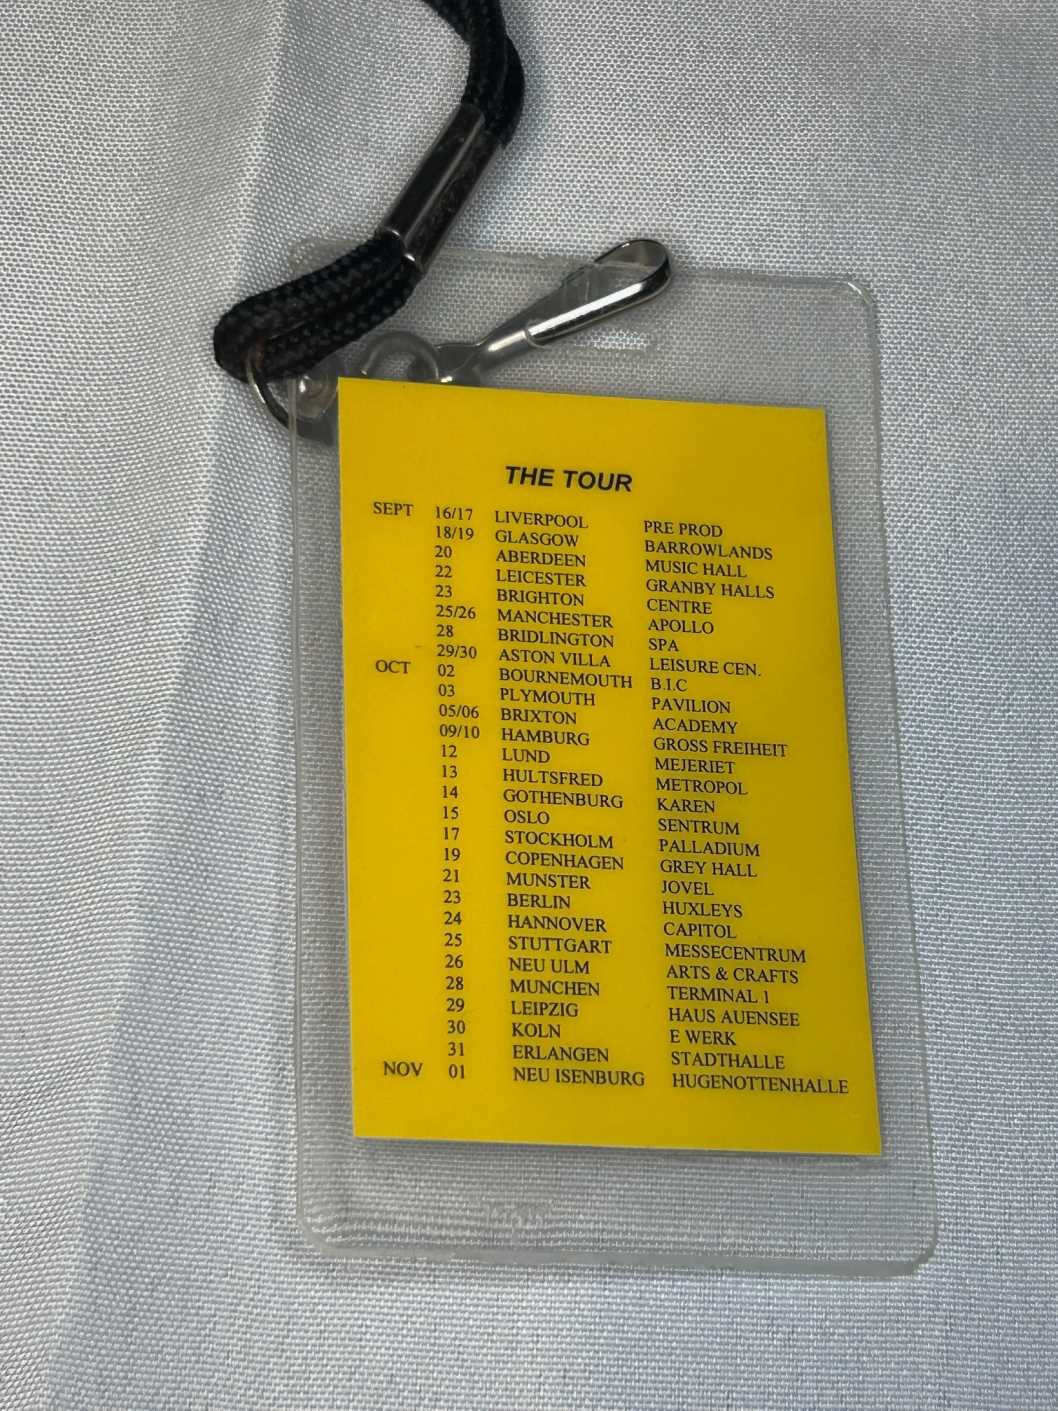 THE TOUR
SEPT 16/17 LIVERPOOL PRE PROD
18/19 GLASGOW BARROWLANDS
20 ABERDEEN MUSIC HALL
22 LEICESTER GRANBY HALLS
23 BRIGHTON CENTRE
25/26 MANCHESTER APOLLO
28 BRIDLINGTON SPA
29/30 ASTON VILLA LEISURE CEN.
OCT 02 BOURNEMOUTH B.I.C
03 PLYMOUTH PAVILION
05/06 BRIXTON ACADEMY
09/10 HAMBURG GROSS FREIHEIT
12 LUND MEJERIET
13 HULTSFRED METROPOL
14 GOTHENBURG KAREN
15 OSLO SENTRUM
17 STOCKHOLM PALLADIUM
19 COPENHAGEN GREY HALL
21 MUNSTER JOVEL
23 BERLIN HUXLEYS
24 HANNOVER CAPITOL
25 STUTTGART MESSECENTRUM
26 NEU ULM ARTS & CRAFTS
28 MUNCHEN TERMINAL 1
29 LEIPZIG HAUS AUENSEE
30 KOLN E WERK
31 ERLANGEN STADTHALLE
NOV 01 NEU ISENBURG HUGENOTTENHALLE